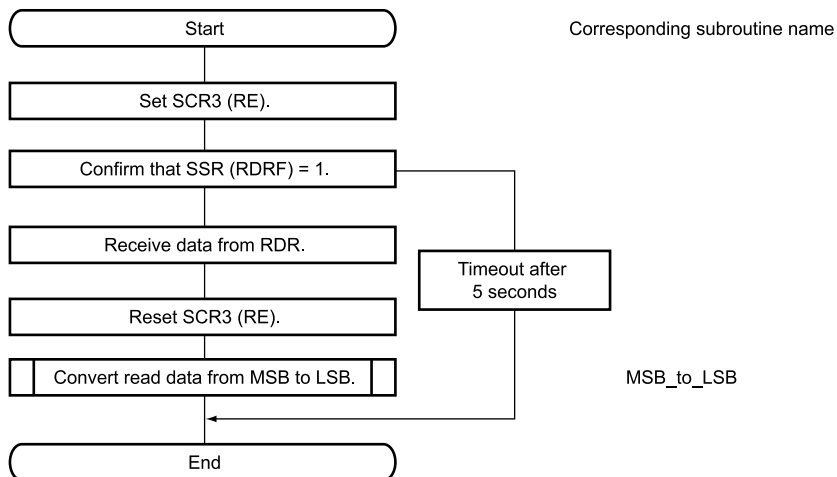 Start
Corresponding subroutine name
Set SCR3 (RE).
Confirm that SSR (RDRF) = 1.
Receive data from RDR.
Timeout after
5 seconds
Reset SCR3 (RE).
Convert read data from MSB to LSB.
MSB_to_LSB
End